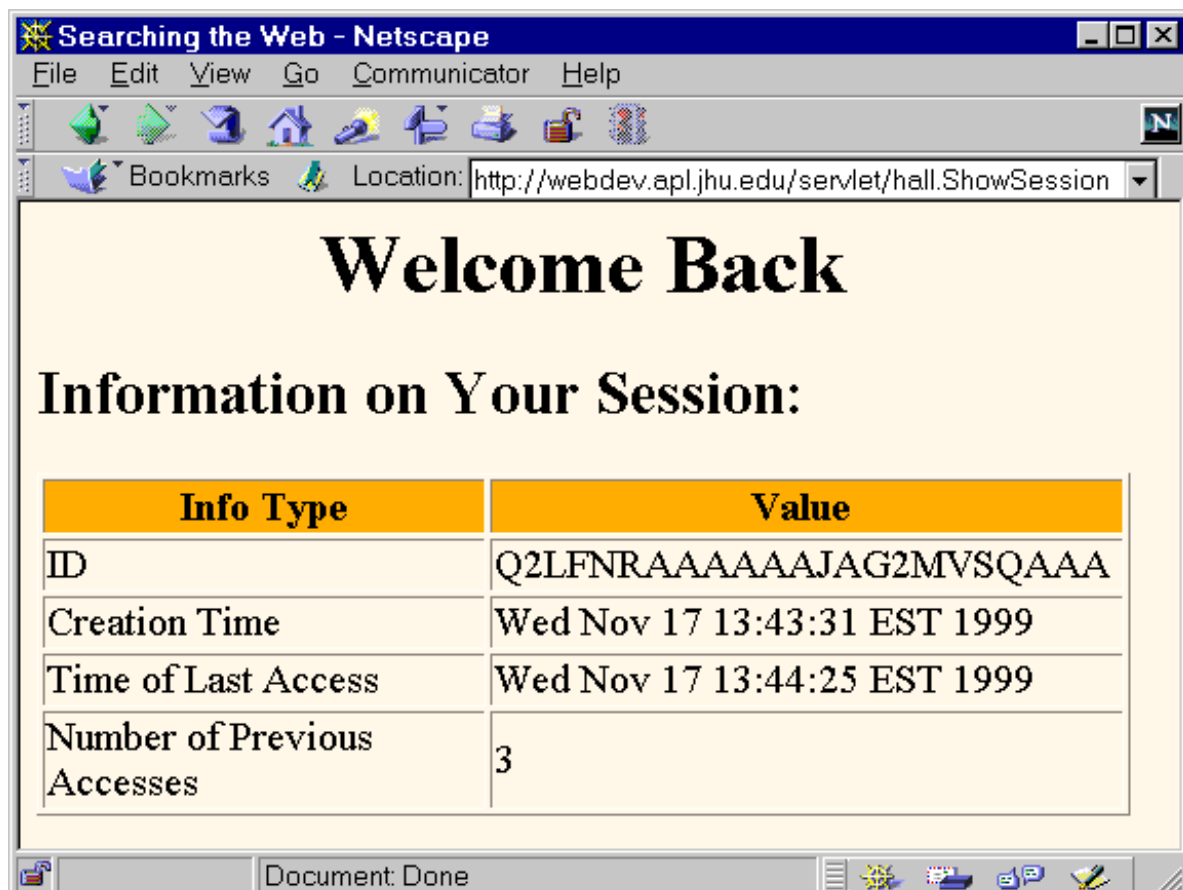 Searching the Web - Netscape
File Edit View Go Communicator Help
N
Bookmarks Location: http://webdev.apl.jhu.edu/servlet/hall.ShowSession
Welcome Back
Information on Your Session:
Info Type Value
ID Q2LFNRAAAAAAJAG2MVSQAAA
Creation Time Wed Nov 17 13:43:31 EST 1999
Time of Last Access Wed Nov 17 13:44:25 EST 1999
Number of Previous
Accesses 3
Document: Done